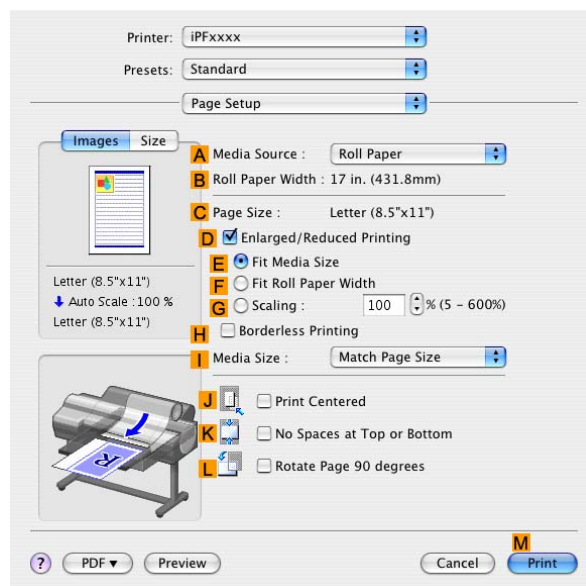 Printer: iPFxxxx
Presets: Standard
Page Setup
Images Size
A Media Source : Roll Paper
B Roll Paper Width : 17 in. (431.8mm)
C Page Size : Letter (8.5"x11")
D Enlarged/Reduced Printing
E Fit Media Size
F Fit Roll Paper Width
G Scaling : 100 % (5 - 600%)
H Borderless Printing
I Media Size : Match Page Size
Letter (8.5"x11")
Auto Scale :100 %
Letter (8.5"x11")
J Print Centered
K No Spaces at Top or Bottom
L Rotate Page 90 degrees
R
M
? PDF ▼ Preview Cancel Print